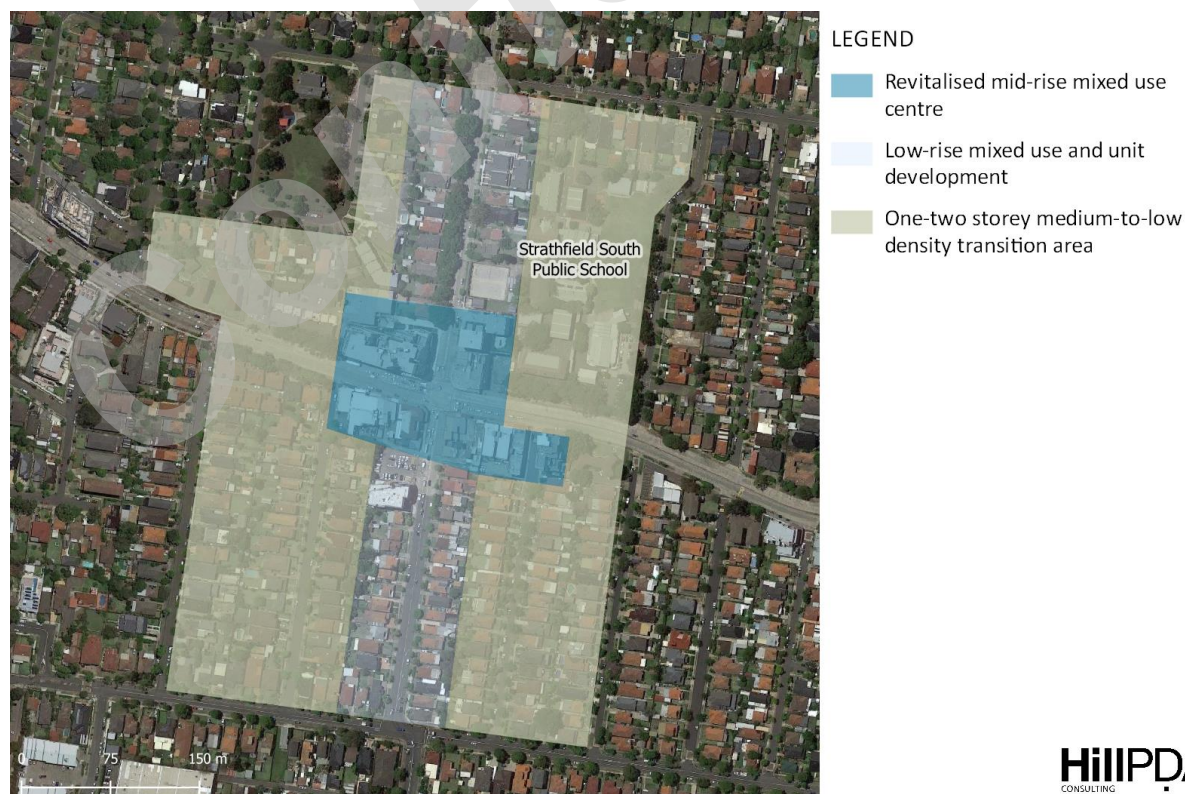 LEGEND
Revitalised mid-rise mixed use
centre
Low-rise mixed use and unit
development
One-two storey medium-to-low
density transition area
Strathfield South
Public School
0 75 150 m
HillPDA
CONSULTING